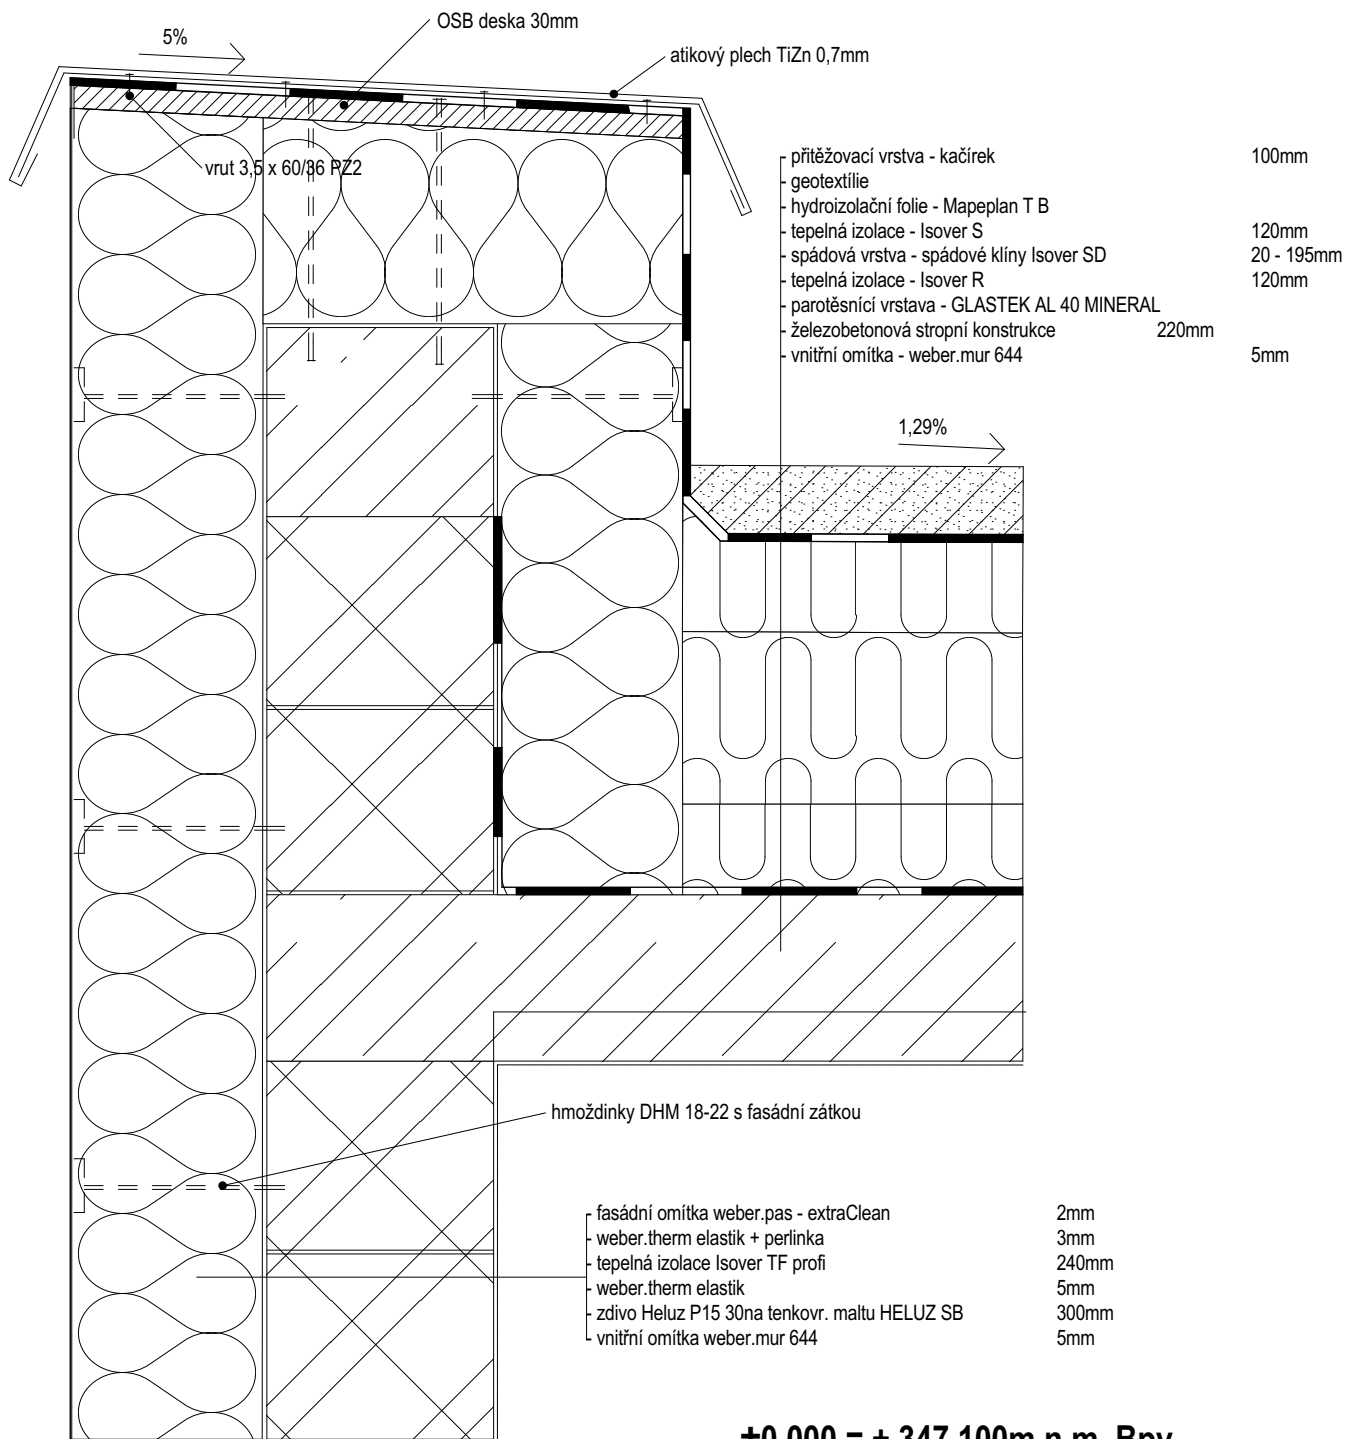 OSB deska 30mm
5%
atikový plech TiZn 0,7mm
vrut 3,5 x 60/36 PZ2
- přitěžovací vrstva - kačírek 100mm
- geotextílie
- hydroizolační folie - Mapeplan T B
- tepelná izolace - Isover S 120mm
- spádová vrstva - spádové klíny Isover SD 20 - 195mm
- tepelná izolace - Isover R 120mm
- parotěsnící vrstava - GLASTEK AL 40 MINERAL
- železobetonová stropní konstrukce 220mm
- vnitřní omítka - weber.mur 644 5mm
1,29%
hmoždinky DHM 18-22 s fasádní zátkou
- fasádní omítka weber.pas - extraClean 2mm
- weber.therm elastik + perlinka 3mm
- tepelná izolace Isover TF profi 240mm
- weber.therm elastik 5mm
- zdivo Heluz P15 30na tenkovr. maltu HELUZ SB 300mm
- vnitřní omítka weber.mur 644 5mm
±0,000 = + 347,100m n.m. Bpv